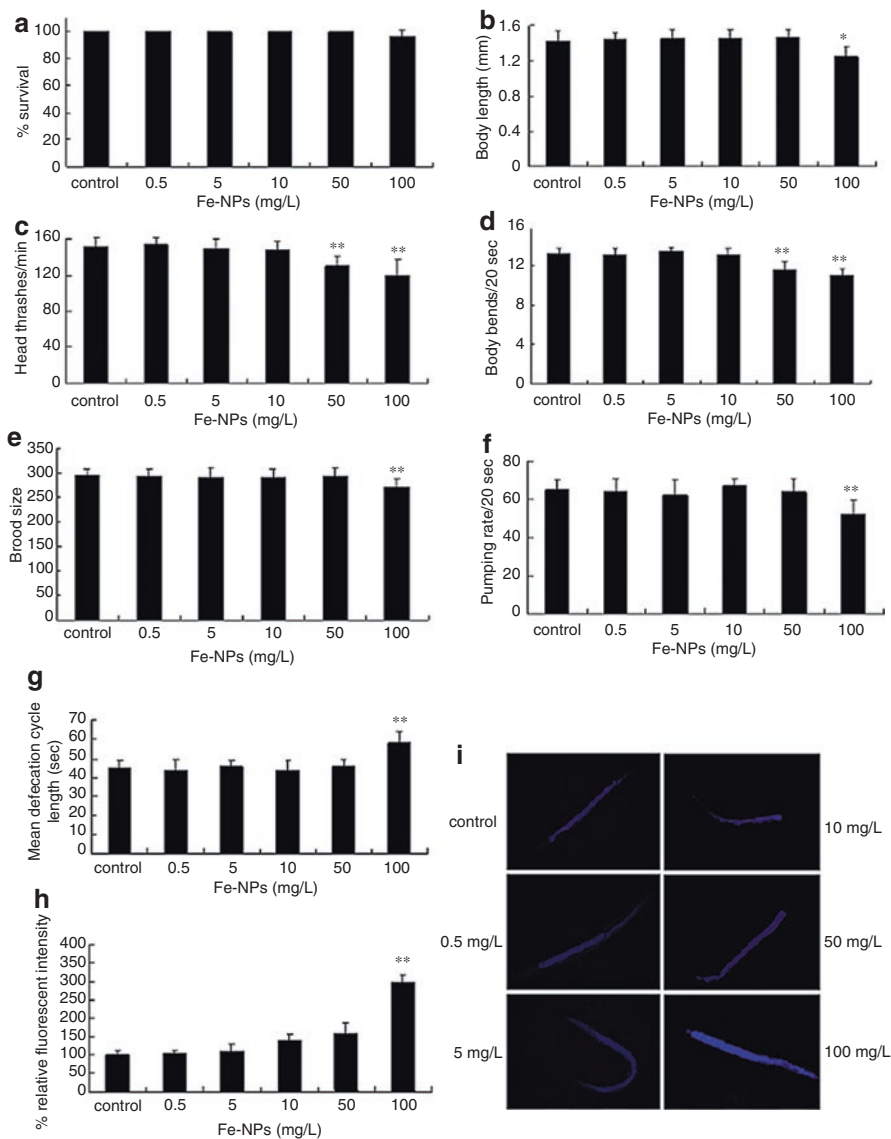 a
% survival
100
80
60
40
20
0
control 0.5 5 10 50 100
Fe-NPs (mg/L)
b
Body length (mm)
1.6
1.2
0.8
0.4
0
*
control 0.5 5 10 50 100
Fe-NPs (mg/L)
c
Head thrashes/min
160
120
80
40
0
** **
control 0.5 5 10 50 100
Fe-NPs (mg/L)
d
Body bends/20 sec
16
12
8
4
0
** **
control 0.5 5 10 50 100
Fe-NPs (mg/L)
e
Brood size
350
300
250
200
150
100
50
0
**
control 0.5 5 10 50 100
Fe-NPs (mg/L)
f
Pumping rate/20 sec
80
60
40
20
0
**
control 0.5 5 10 50 100
Fe-NPs (mg/L)
g
Mean defecation cycle
length (sec)
70
60
50
40
30
20
10
0
**
control 0.5 5 10 50 100
Fe-NPs (mg/L)
h
% relative fluorescent intensity
400
350
300
250
200
150
100
50
0
**
control 0.5 5 10 50 100
Fe-NPs (mg/L)
i
control
10 mg/L
0.5 mg/L
50 mg/L
5 mg/L
100 mg/L